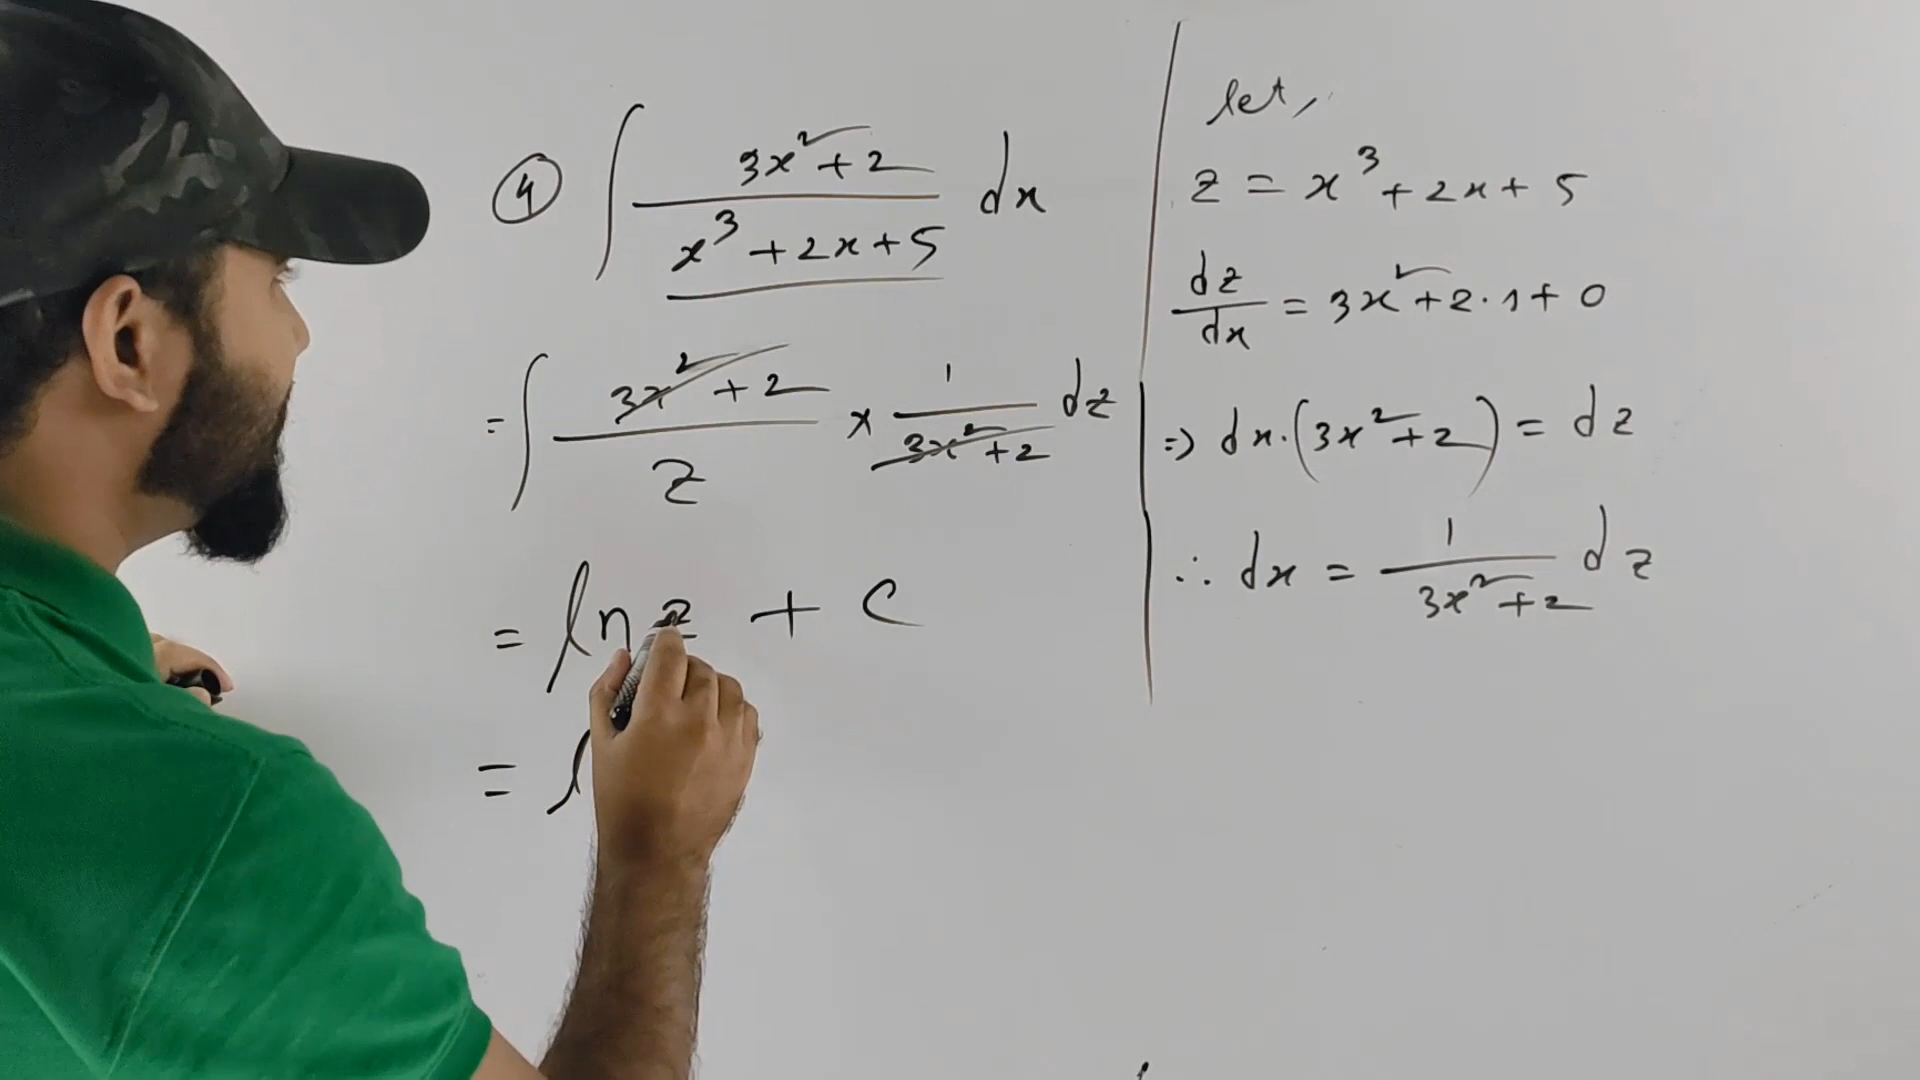 ④ ∫ (3x²+2)/(x³+2x+5) dx
= ∫ (3x²+2)/z × 1/(3x²+2) dz
= ln z + c
= l
let,
z = x³+2x+5
dz/dx = 3x²+2·1+0
⇒ dx·(3x²+2) = dz
∴ dx = 1/(3x²+2) dz